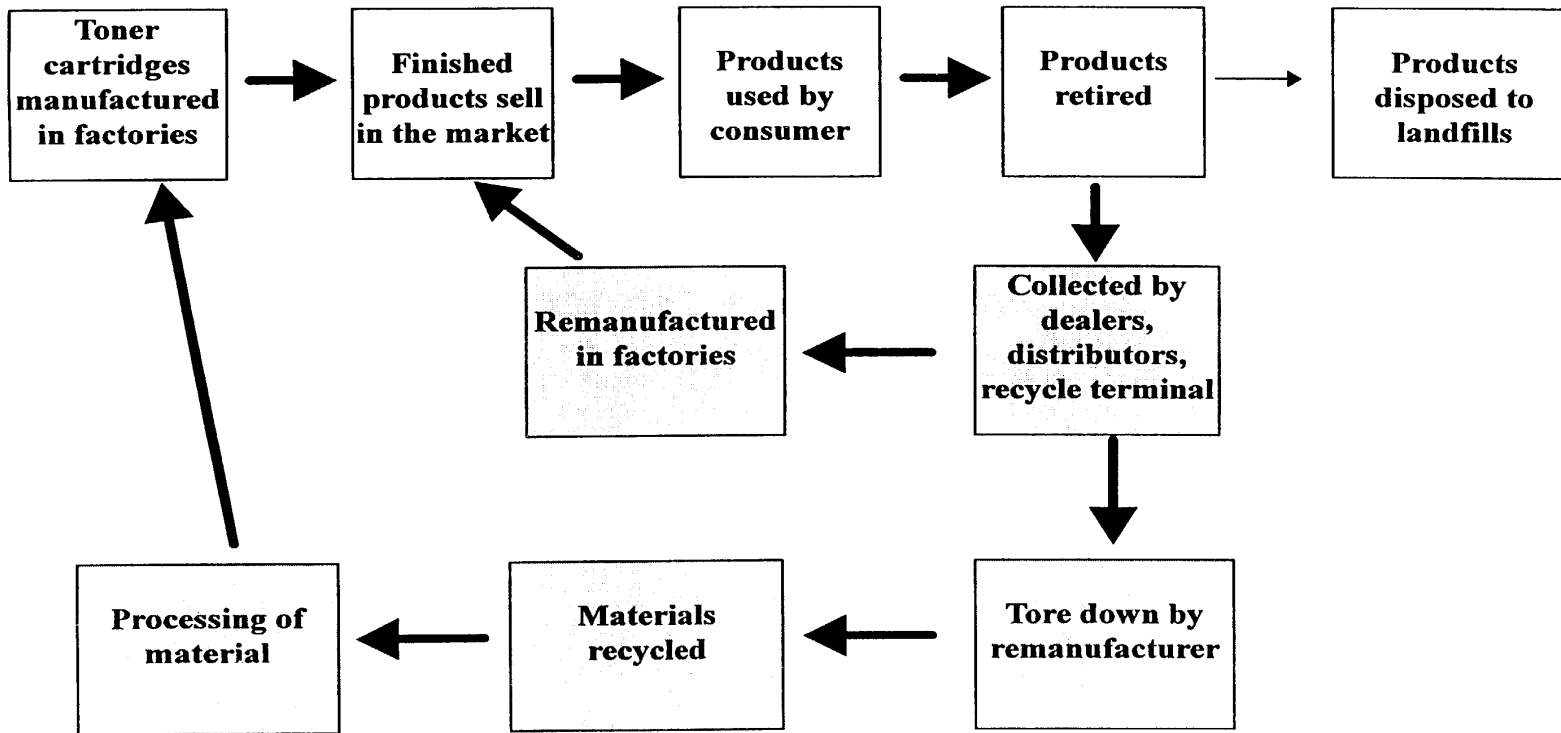 Toner
cartridges
manufactured
in factories
Finished
products sell
in the market
Products
used by
consumer
Products
retired
Products
disposed to
landfills
Remanufactured
in factories
Collected by
dealers,
distributors,
recycle terminal
Processing of
material
Materials
recycled
Tore down by
remanufacturer